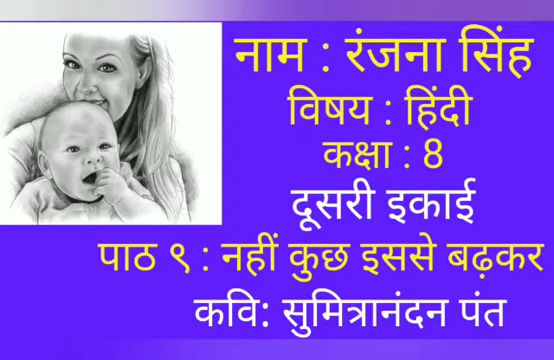 नाम : रंजना सिंह
विषय : हिंदी
कक्षा : 8
दूसरी इकाई
पाठ ९ : नहीं कुछ इससे बढ़कर
कवि: सुमित्रानंदन पंत